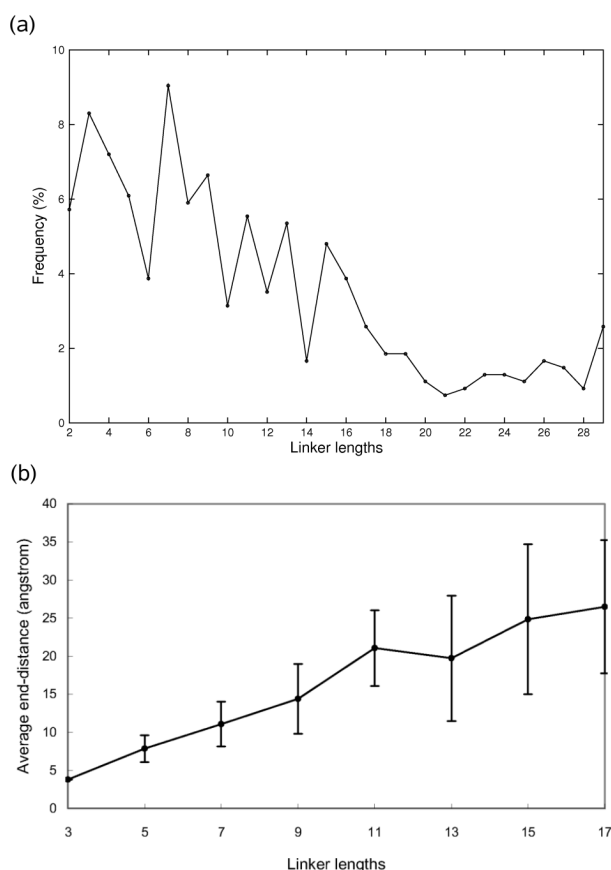 (a)
10
8
6
4
2
0
Frequency (%)
2 4 6 8 10 12 14 16 18 20 22 24 26 28
Linker lengths
(b)
40
35
30
25
20
15
10
5
0
Average end-distance (angstrom)
3 5 7 9 11 13 15 17
Linker lengths